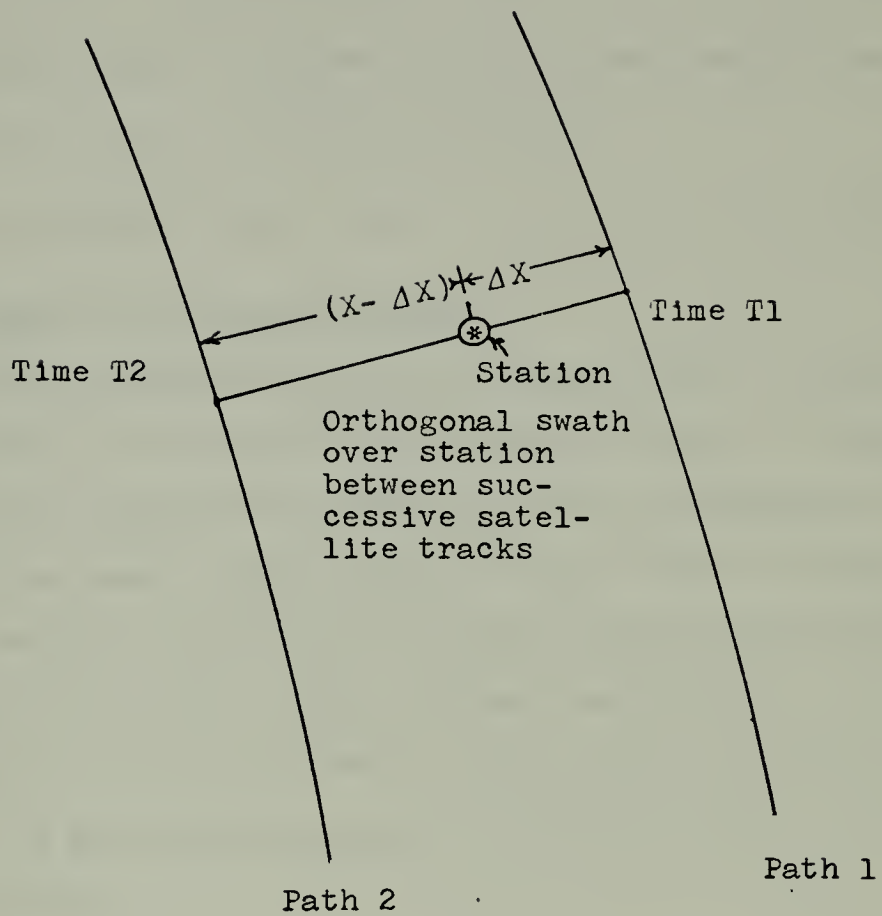 (X- ΔX)
ΔX
Time T1
Time T2
Station
Orthogonal swath
over station
between suc-
cessive satel-
lite tracks
Path 1
Path 2